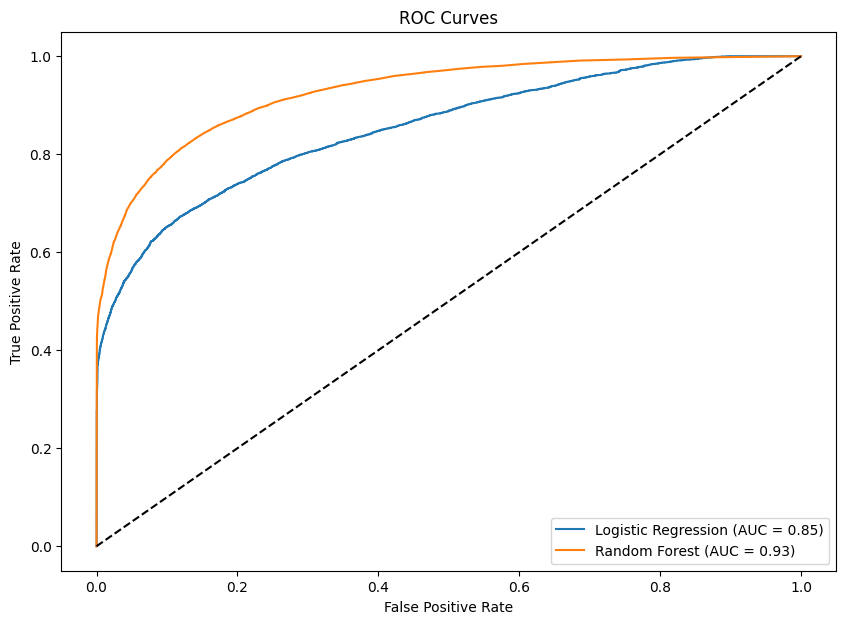 ROC Curves
1.0
0.8
0.6
0.4
0.2
0.0
True Positive Rate
Logistic Regression (AUC = 0.85)
Random Forest (AUC = 0.93)
0.0 0.2 0.4 0.6 0.8 1.0
False Positive Rate